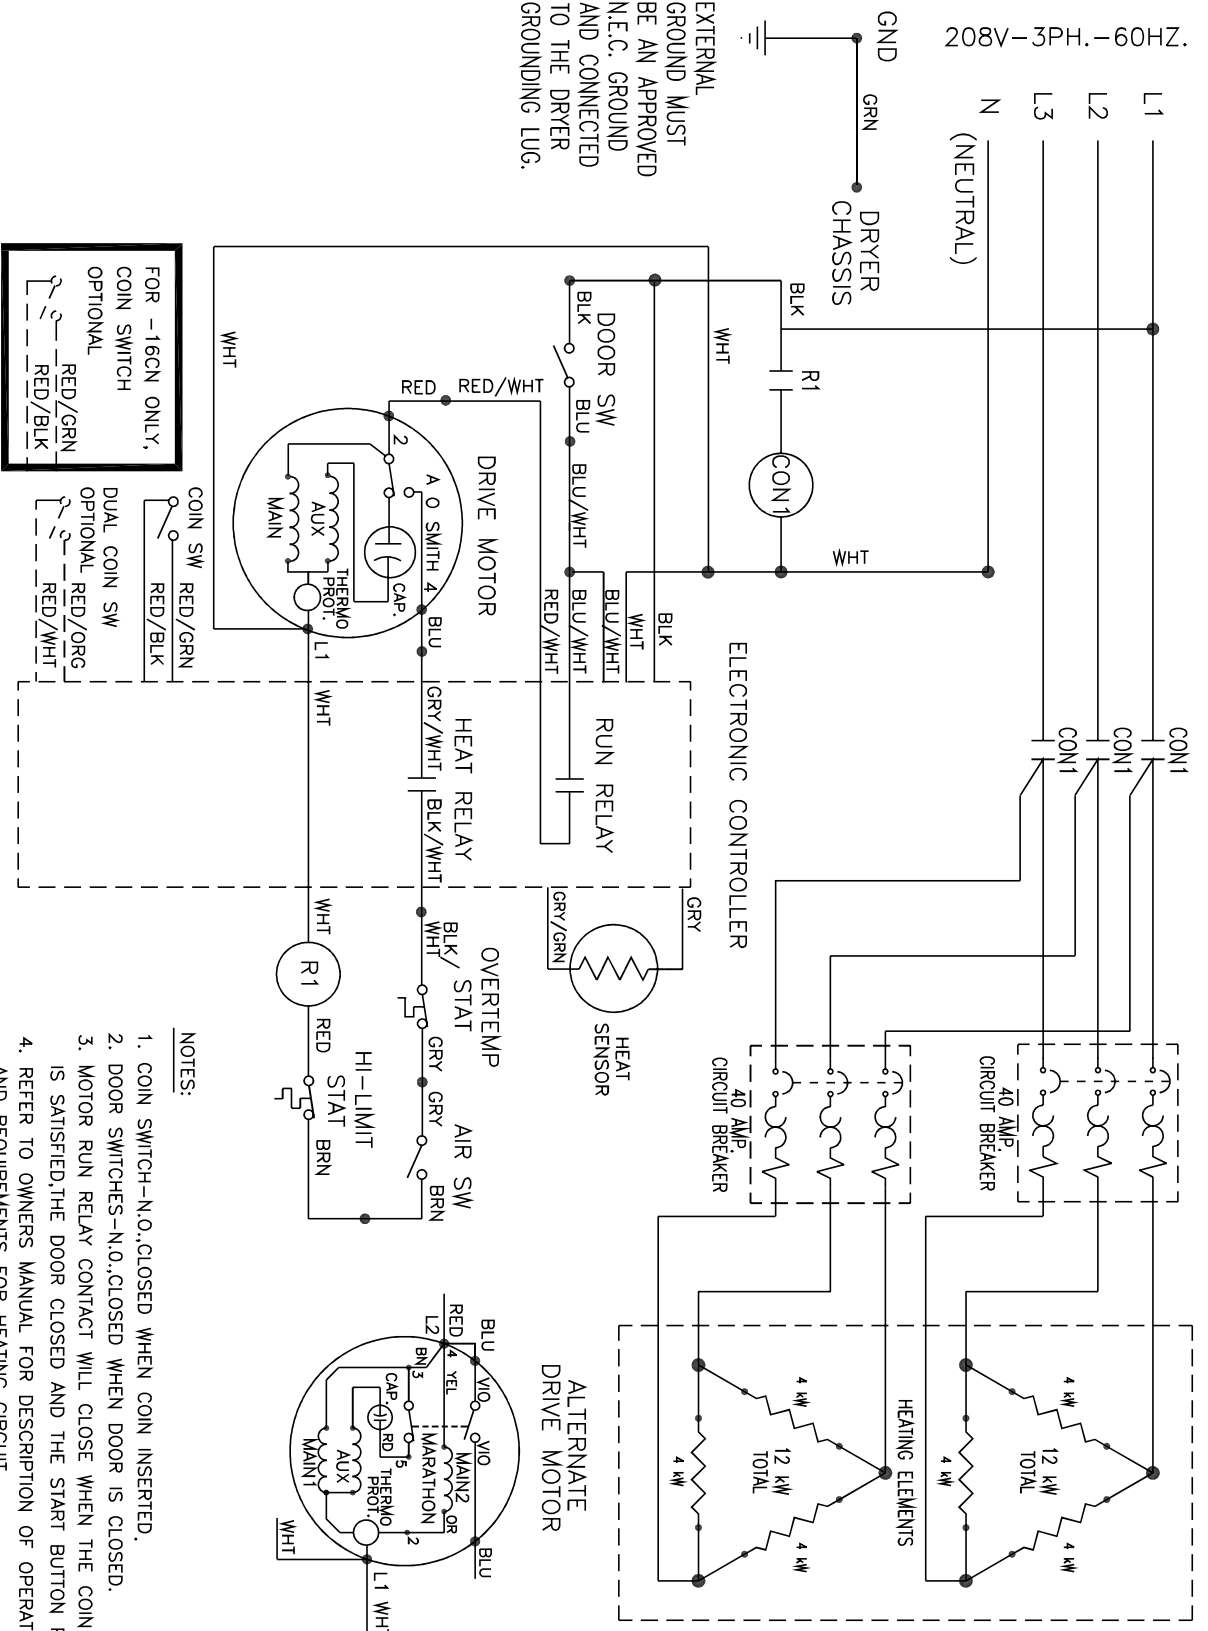 208V-3PH.-60HZ.
L1
L2
L3
N
(NEUTRAL)
GND
GRN
DRYER
CHASSIS
EXTERNAL
GROUND MUST
BE AN APPROVED
N.E.C. GROUND
AND CONNECTED
TO THE DRYER
GROUNDING LUG.
BLK
R1
CON1
WHT
WHT
WHT
DOOR SW
BLK
BLU
BLU/WHT
RED
RED/WHT
BLK
WHT
BLU/WHT
BLU/WHT
RED/WHT
DRIVE MOTOR
2
A O SMITH 4
MAIN
AUX
CAP.
THERMO
PROT.
L1
BLU
FOR -16CN ONLY,
COIN SWITCH
OPTIONAL
RED/GRN
RED/BLK
COIN SW
RED/GRN
RED/BLK
DUAL COIN SW
OPTIONAL
RED/ORG
RED/WHT
ELECTRONIC CONTROLLER
RUN RELAY
HEAT RELAY
GRY/WHT
BLK/WHT
WHT
WHT
CON1
CON1
CON1
GRY
GRY/GRN
HEAT
SENSOR
OVERTEMP
STAT
BLK/
WHT
GRY
GRY
AIR SW
BRN
R1
RED
HI-LIMIT
STAT
BRN
40 AMP.
CIRCUIT BREAKER
40 AMP.
CIRCUIT BREAKER
HEATING ELEMENTS
4 kW
4 kW
4 kW
12 kW
TOTAL
4 kW
4 kW
4 kW
12 kW
TOTAL
ALTERNATE
DRIVE MOTOR
BLU
RED
L2
4
YEL
VIO
VIO
BN
3
CAP.
RD
5
MAIN2
MARATHON
OR
AUX
MAIN1
THERMO
PROT.
2
BLU
WHT
L1
NOTES:
1. COIN SWITCH-N.O.,CLOSED WHEN COIN INSERTED.
2. DOOR SWITCHES-N.O.,CLOSED WHEN DOOR IS CLOSED.
3. MOTOR RUN RELAY CONTACT WILL CLOSE WHEN THE COIN
IS SATISFIED,THE DOOR CLOSED AND THE START BUTTON
4. REFER TO OWNERS MANUAL FOR DESCRIPTION OF OPERAT
AND REQUIREMENTS FOR HEATING CIRCUIT